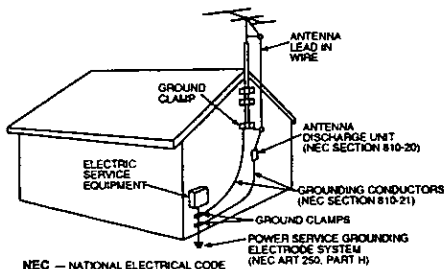 ANTENNA
LEAD IN
WIRE
GROUND
CLAMP
ANTENNA
DISCHARGE UNIT
(NEC SECTION 810-20)
ELECTRIC
SERVICE
EQUIPMENT
GROUNDING CONDUCTORS
(NEC SECTION 810-21)
GROUND CLAMPS
POWER SERVICE GROUNDING
ELECTRODE SYSTEM
(NEC ART 250, PART H)
NEC — NATIONAL ELECTRICAL CODE